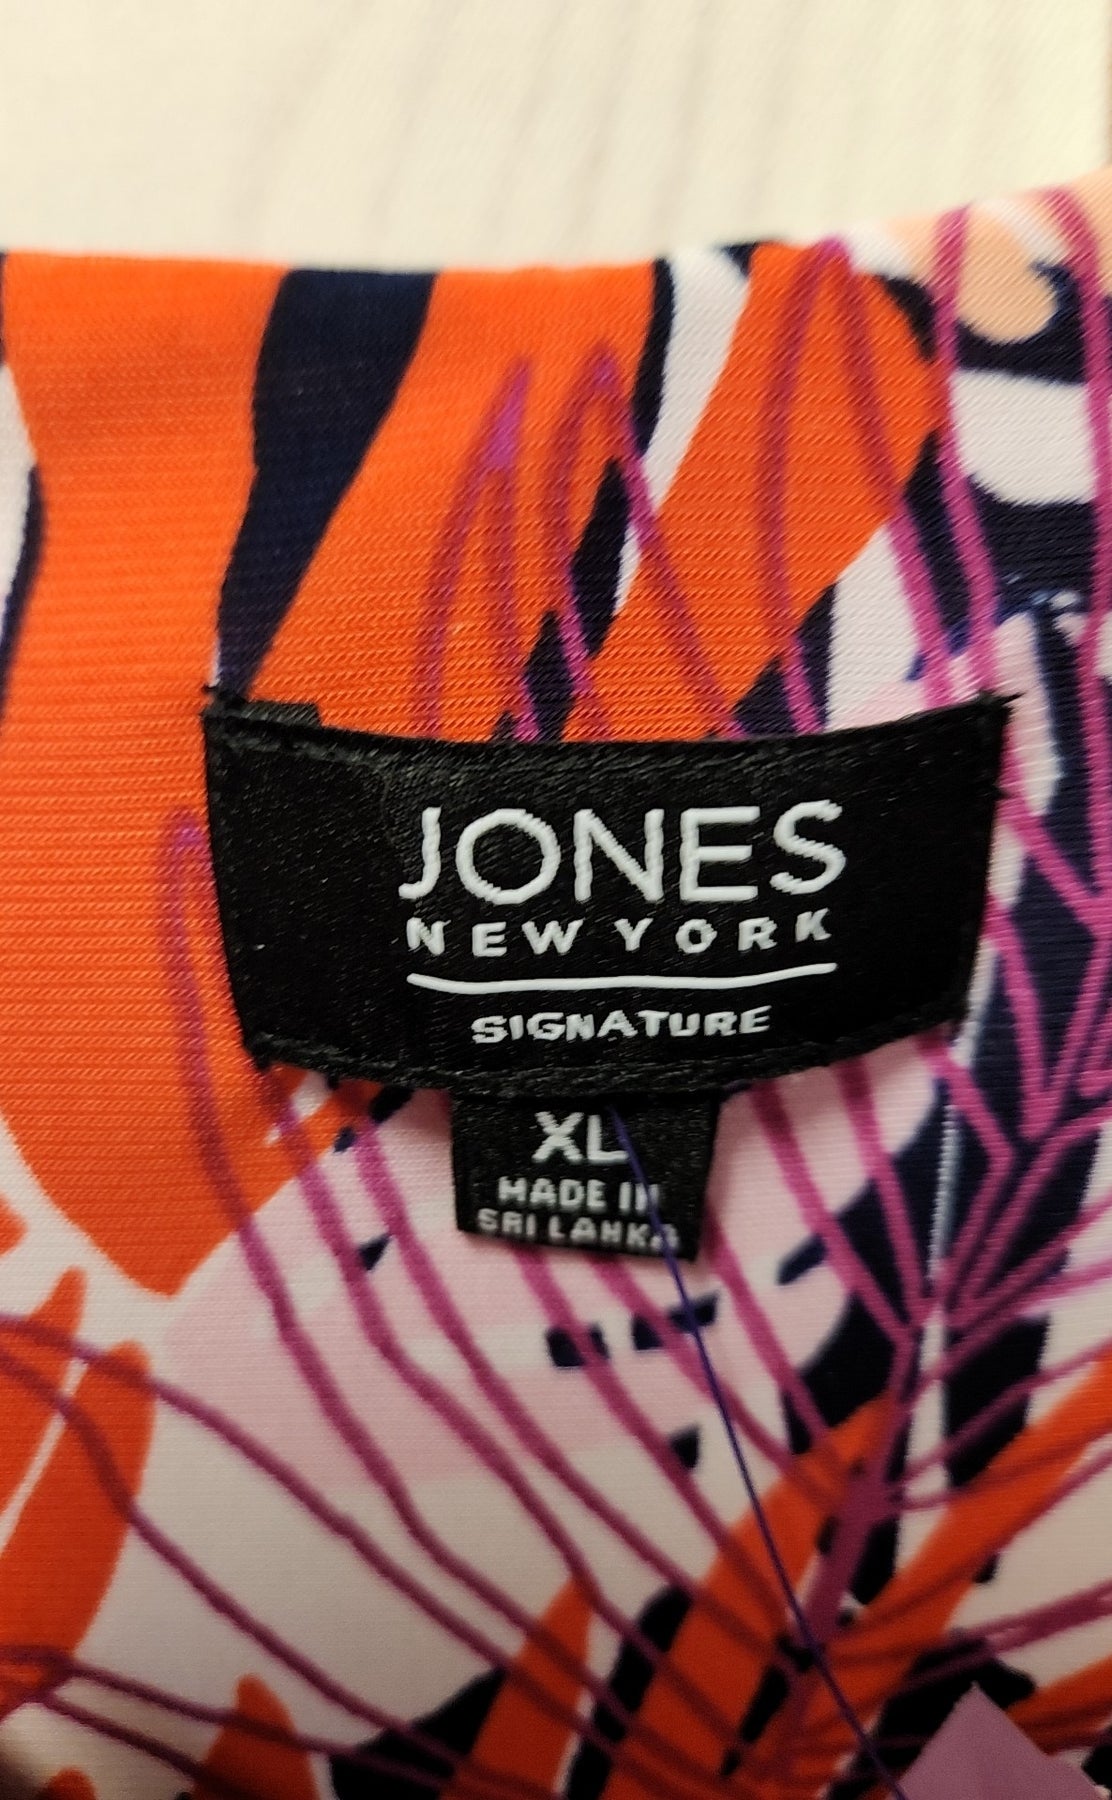 JONES
NEW YORK
SIGNATURE
XL
MADE IN
SRI LANKA